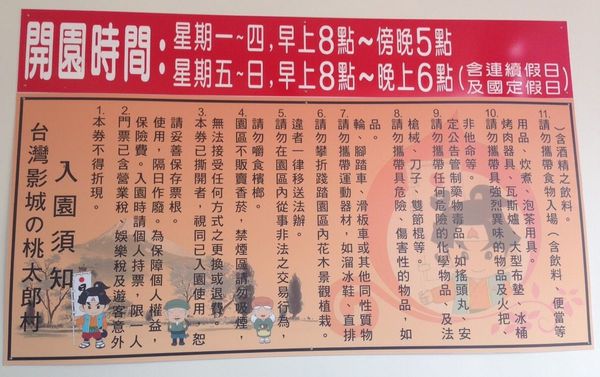 開園時間：
星期一~四，早上8點~傍晚5點
星期五~日，早上8點~晚上6點(含連續假日及國定假日)
台灣影城の桃太郎村
入園須知
1.本券不得折現。
2.門票已含營業稅、娛樂稅及遊客意外
保險費。入園時請個人持票，限一人
使用，隔日作廢。為保障個人權益，
請妥善保存票根。
3.本券已撕開者，視同已入園使用，恕
無法接受任何方式之更換或退費。
4.園區不販賣香菸，禁煙區請勿吸煙，
請勿嚼食檳榔。
5.請勿在園區內從事非法之交易行為，
違者一律移送法辦。
6.請勿攀折踐踏園區內花木景觀植栽。
7.請勿攜帶運動器材，如溜冰鞋、直排
輪、腳踏車、滑板車或其他同性質物
品。
8.請勿攜帶具危險、傷害性的物品，如
槍械、刀子、雙節棍等。
9.請勿攜帶任何危險的化學物品，及法
定公告管制藥物毒品，如搖頭丸、安
非他命等。
10.請勿攜帶具強烈異味的物品及火把、
烤肉器具、瓦斯爐、大型布墊、冰桶
用品、炊煮、泡茶用具。
11.請勿攜帶食物入場（含飲料、便當等
）含酒精之飲料。